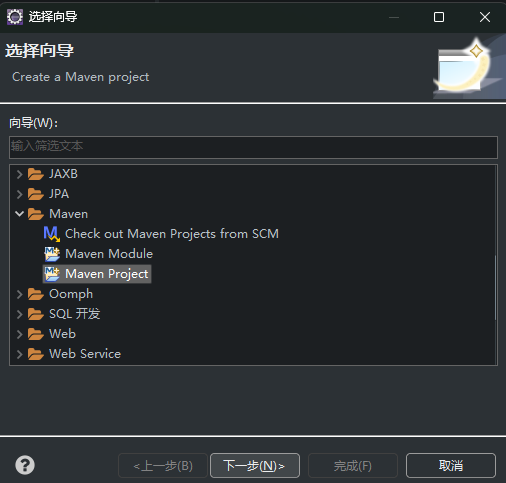 选择向导
选择向导
Create a Maven project
向导(W):
输入筛选文本
JAXB
JPA
Maven
Check out Maven Projects from SCM
Maven Module
Maven Project
Oomph
SQL 开发
Web
Web Service
<上一步(B) 下一步(N)> 完成(F) 取消